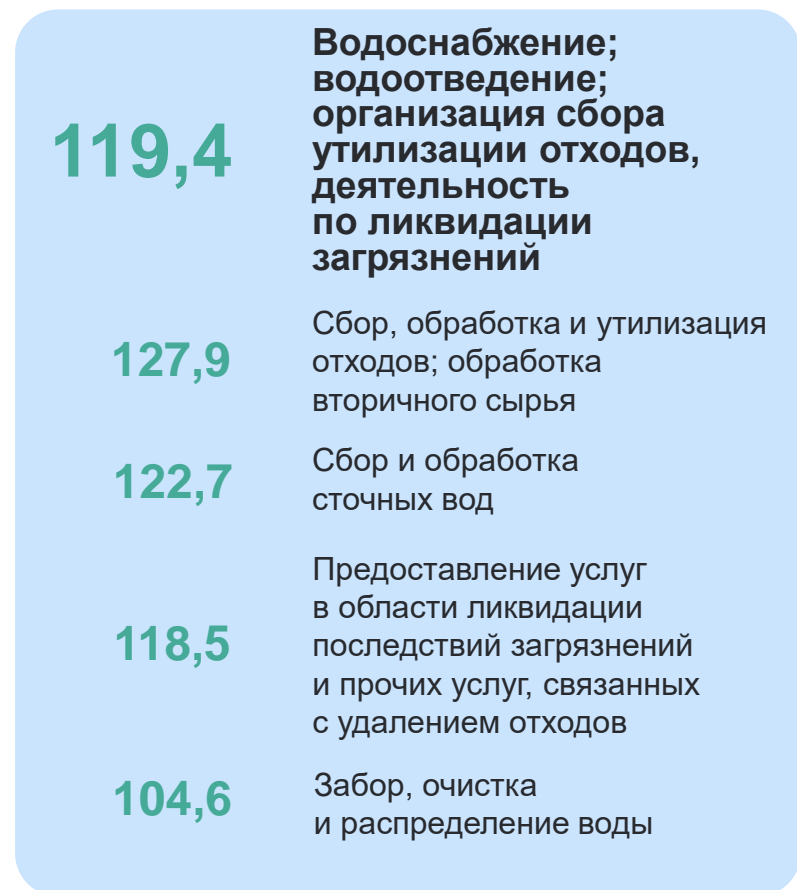 119,4
Водоснабжение;
водоотведение;
организация сбора
утилизации отходов,
деятельность
по ликвидации
загрязнений
127,9
Сбор, обработка и утилизация
отходов; обработка
вторичного сырья
122,7
Сбор и обработка
сточных вод
118,5
Предоставление услуг
в области ликвидации
последствий загрязнений
и прочих услуг, связанных
с удалением отходов
104,6
Забор, очистка
и распределение воды